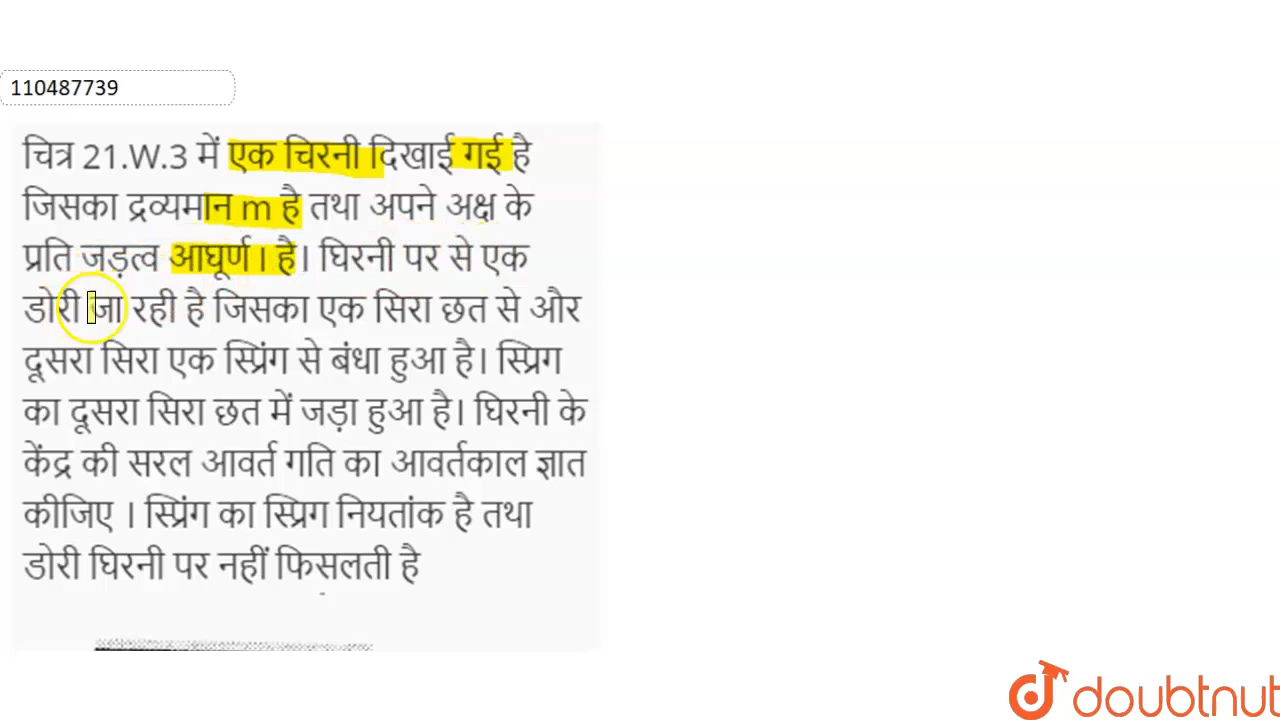 110487739
चित्र 21.W.3 में एक चिरनी दिखाई गई है
जिसका द्रव्यमान m है तथा अपने अक्ष के
प्रति जड़त्व आघूर्ण । है। घिरनी पर से एक
डोरी जा रही है जिसका एक सिरा छत से और
दूसरा सिरा एक स्प्रिंग से बंधा हुआ है। स्प्रिग
का दूसरा सिरा छत में जड़ा हुआ है। घिरनी के
केंद्र की सरल आवर्त गति का आवर्तकाल ज्ञात
कीजिए । स्प्रिंग का स्प्रिग नियतांक है तथा
डोरी घिरनी पर नहीं फिसलती है
doubtnut